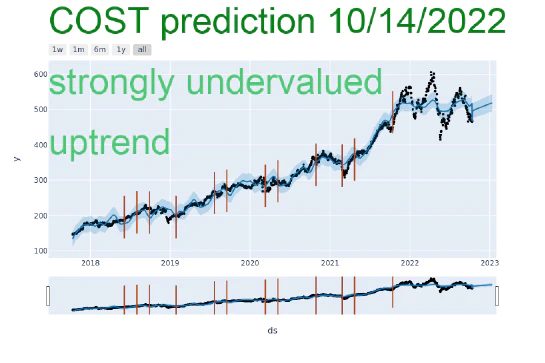 COST prediction 10/14/2022
1w 1m 6m 1y all
600
strongly undervalued
500
uptrend
400
y
300
200
100
2018 2019 2020 2021 2022 2023
ds